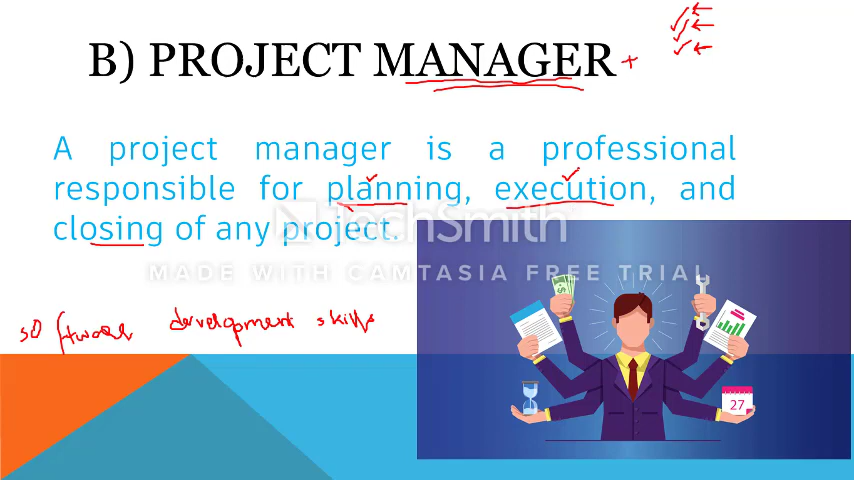 B) PROJECT MANAGER
A project manager is a professional
responsible for planning, execution, and
closing of any project.
TechSmith
MADE WITH CAMTASIA FREE TRIAL
development skills
27